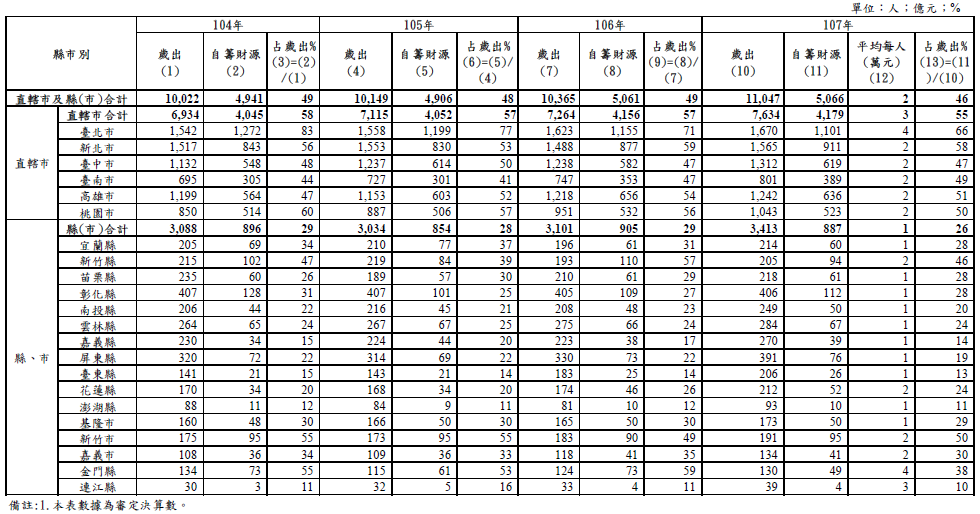 單位：人；億元；%
縣市別 104年 105年 106年 107年
歲出(1) 自籌財源(2) 占歲出%(3)=(2)/(1) 歲出(4) 自籌財源(5) 占歲出%(6)=(5)/(4) 歲出(7) 自籌財源(8) 占歲出%(9)=(8)/(7) 歲出(10) 自籌財源(11) 平均每人(萬元)(12) 占歲出%(13)=(11)/(10)
直轄市及縣(市)合計 10,022 4,941 49 10,149 4,906 48 10,365 5,061 49 11,047 5,066 2 46
直轄市 直轄市合計 6,934 4,045 58 7,115 4,052 57 7,264 4,156 57 7,634 4,179 3 55
臺北市 1,542 1,272 83 1,558 1,199 77 1,623 1,155 71 1,670 1,101 4 66
新北市 1,517 843 56 1,553 830 53 1,488 877 59 1,565 911 2 58
臺中市 1,132 548 48 1,237 614 50 1,238 582 47 1,312 619 2 47
臺南市 695 305 44 727 301 41 747 353 47 801 389 2 49
高雄市 1,199 564 47 1,153 603 52 1,218 656 54 1,242 636 2 51
桃園市 850 514 60 887 506 57 951 532 56 1,043 523 2 50
縣、市 縣(市)合計 3,088 896 29 3,034 854 28 3,101 905 29 3,413 887 1 26
宜蘭縣 205 69 34 210 77 37 196 61 31 214 60 1 28
新竹縣 215 102 47 219 84 39 193 110 57 205 94 2 46
苗栗縣 235 60 26 189 57 30 210 61 29 218 61 1 28
彰化縣 407 128 31 407 101 25 405 109 27 406 112 1 28
南投縣 206 44 22 216 45 21 208 48 23 249 50 1 20
雲林縣 264 65 24 267 67 25 275 66 24 284 67 1 24
嘉義縣 230 34 15 224 44 20 223 38 17 270 39 1 14
屏東縣 320 72 22 314 69 22 330 73 22 391 76 1 19
臺東縣 141 21 15 143 21 14 183 25 14 206 26 1 13
花蓮縣 170 34 20 168 34 20 174 46 26 212 52 2 24
澎湖縣 88 11 12 84 9 11 81 10 12 93 10 1 11
基隆市 160 48 30 166 50 30 165 50 30 173 50 1 29
新竹市 175 95 55 173 95 55 183 90 49 191 95 2 50
嘉義市 108 36 34 109 36 33 118 41 35 134 41 2 30
金門縣 134 73 55 115 61 53 124 73 59 130 49 4 38
連江縣 30 3 11 32 5 16 33 4 11 39 4 3 10
備註:1.本表數據為審定決算數。